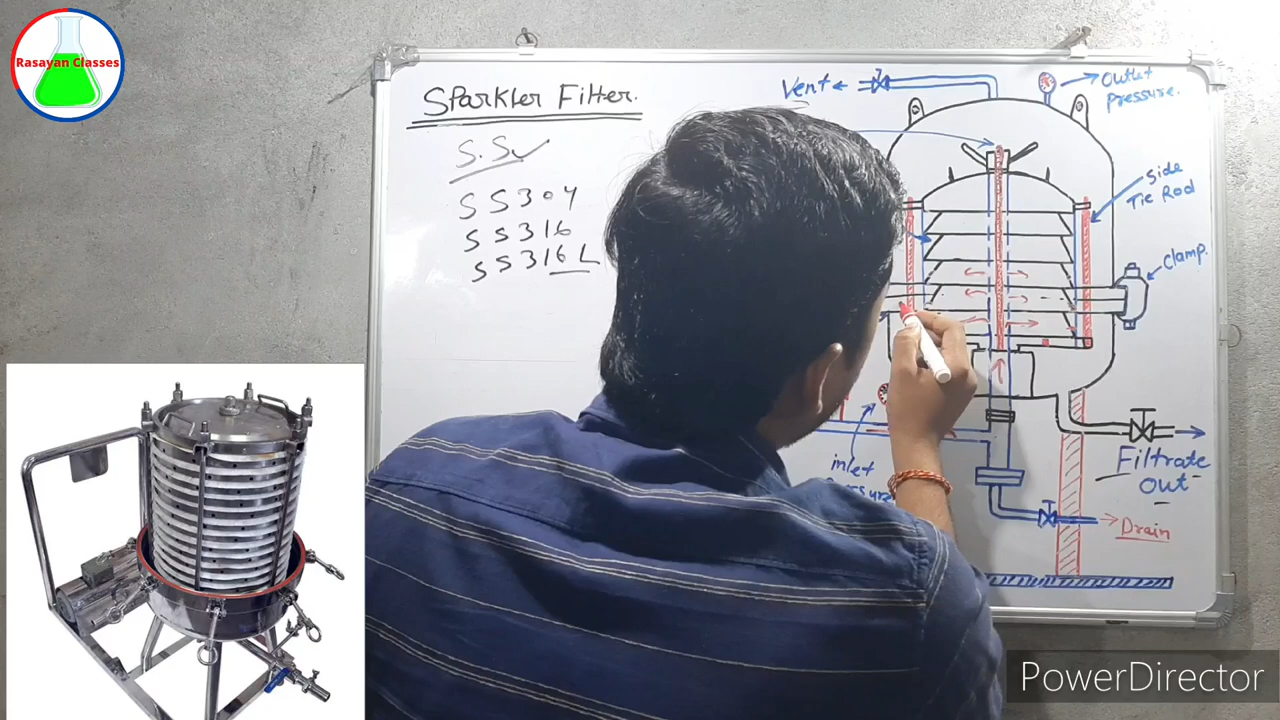 Rasayan Classes
SParkler Filter.
S.S.
SS304
SS316
SS316L
Vent
Outlet
Pressure.
Side
Tie Rod
Clamp.
inlet
Filtrate
Out
Drain
PowerDirector